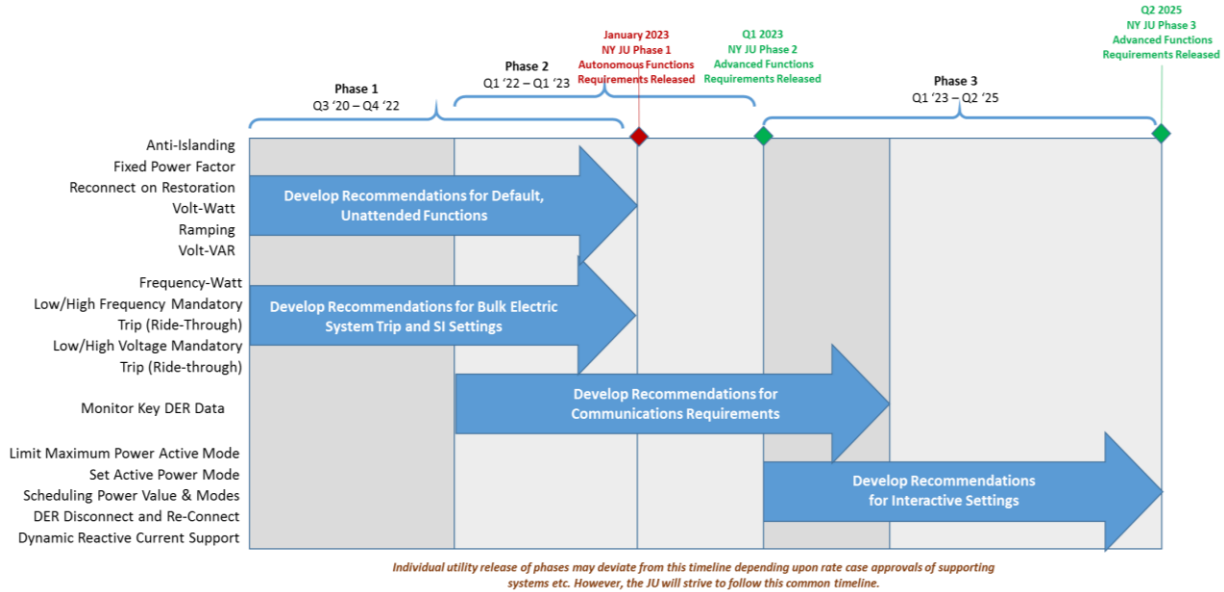 Q2 2025
NY JU Phase 3
Advanced Functions
Requirements Released
January 2023
NY JU Phase 1
Autonomous Functions
Requirements Released
Q1 2023
NY JU Phase 2
Advanced Functions
Requirements Released
Phase 1
Q3 ‘20 – Q4 ‘22
Phase 2
Q1 ‘22 – Q1 ‘23
Phase 3
Q1 ‘23 – Q2 ‘25
Anti-Islanding
Fixed Power Factor
Reconnect on Restoration
Volt-Watt
Ramping
Volt-VAR
Develop Recommendations for Default,
Unattended Functions
Frequency-Watt
Low/High Frequency Mandatory
Trip (Ride-Through)
Low/High Voltage Mandatory
Trip (Ride-through)
Develop Recommendations for Bulk Electric
System Trip and SI Settings
Monitor Key DER Data
Develop Recommendations for
Communications Requirements
Limit Maximum Power Active Mode
Set Active Power Mode
Scheduling Power Value & Modes
DER Disconnect and Re-Connect
Dynamic Reactive Current Support
Develop Recommendations
for Interactive Settings
Individual utility release of phases may deviate from this timeline depending upon rate case approvals of supporting
systems etc. However, the JU will strive to follow this common timeline.